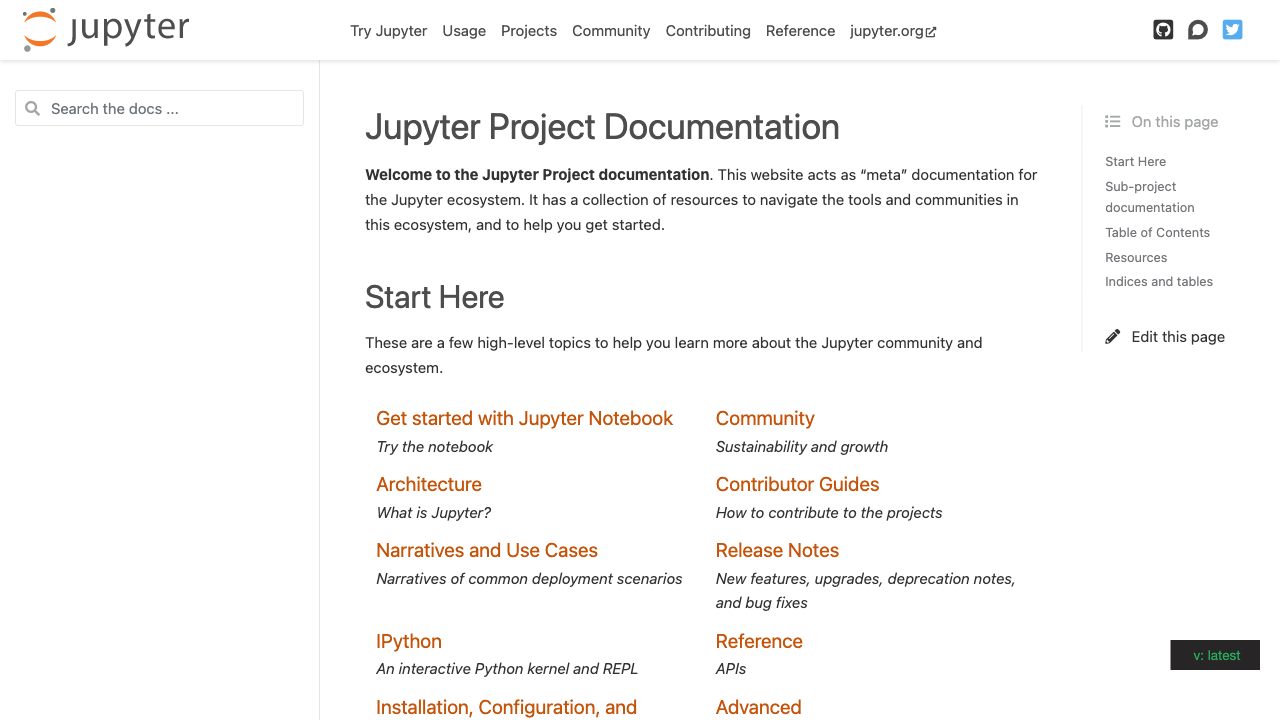 jupyter
Try Jupyter Usage Projects Community Contributing Reference jupyter.org
Search the docs ...
Jupyter Project Documentation
Welcome to the Jupyter Project documentation. This website acts as “meta” documentation for
the Jupyter ecosystem. It has a collection of resources to navigate the tools and communities in
this ecosystem, and to help you get started.
Start Here
These are a few high-level topics to help you learn more about the Jupyter community and
ecosystem.
Get started with Jupyter Notebook
Try the notebook
Community
Sustainability and growth
Architecture
What is Jupyter?
Contributor Guides
How to contribute to the projects
Narratives and Use Cases
Narratives of common deployment scenarios
Release Notes
New features, upgrades, deprecation notes,
and bug fixes
IPython
An interactive Python kernel and REPL
Reference
APIs
Installation, Configuration, and
Advanced
On this page
Start Here
Sub-project
documentation
Table of Contents
Resources
Indices and tables
Edit this page
v: latest